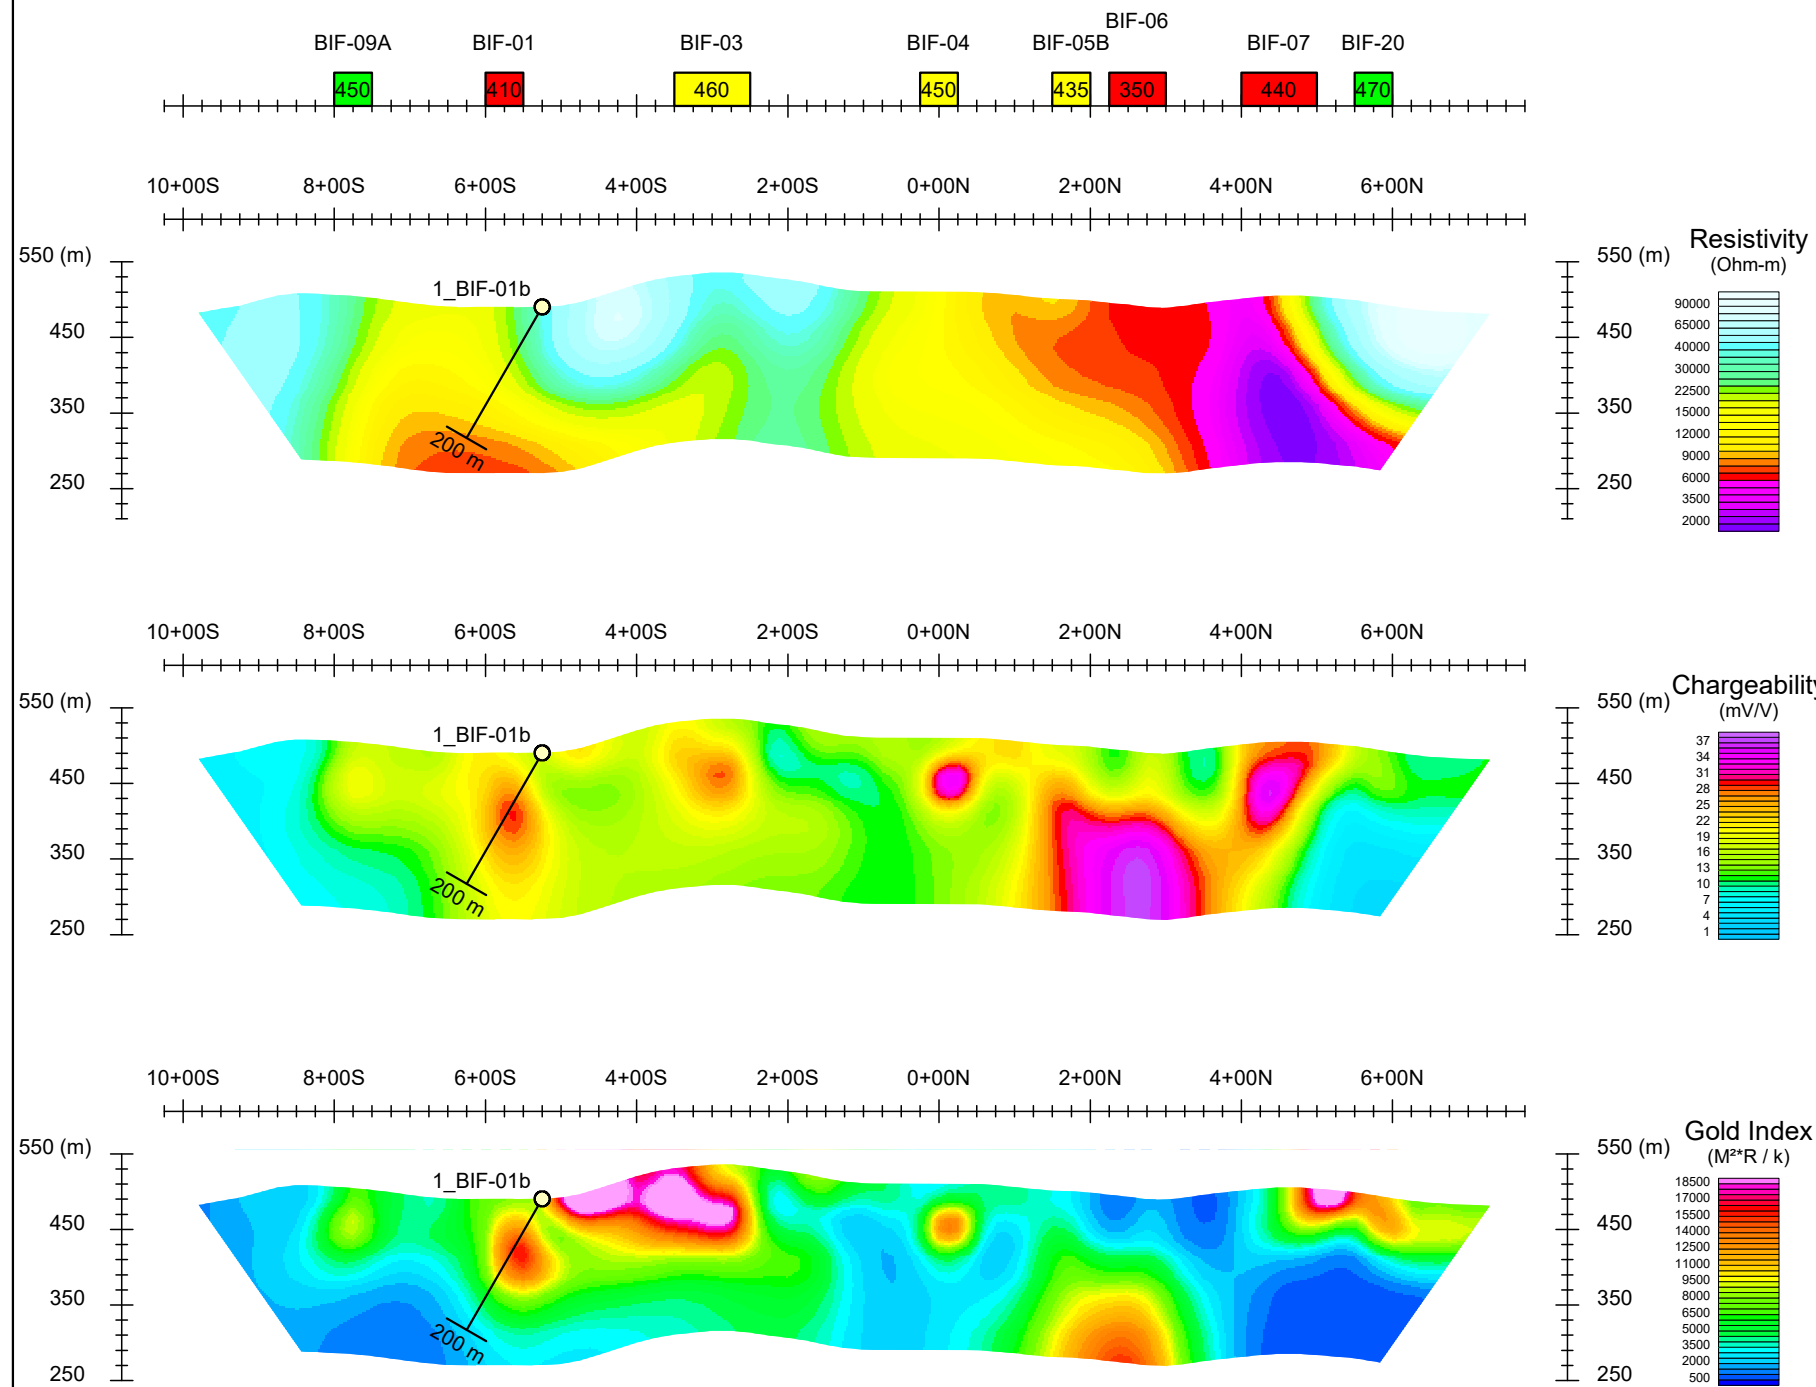 BIF-06
BIF-09A BIF-01 BIF-03 BIF-04 BIF-05B BIF-07 BIF-20
450 410 460 450 435 350 440 470
10+00S 8+00S 6+00S 4+00S 2+00S 0+00N 2+00N 4+00N 6+00N
Resistivity
(Ohm-m)
550 (m) 550 (m)
1_BIF-01b
450 450
350 350
200 m
250 250
90000
65000
40000
30000
22500
15000
12000
9000
6000
3500
2000
10+00S 8+00S 6+00S 4+00S 2+00S 0+00N 2+00N 4+00N 6+00N
Chargeability
(mV/V)
550 (m) 550 (m)
1_BIF-01b
450 450
350 350
200 m
250 250
37
34
31
28
25
22
19
16
13
10
7
4
1
10+00S 8+00S 6+00S 4+00S 2+00S 0+00N 2+00N 4+00N 6+00N
Gold Index
(M²*R / k)
550 (m) 550 (m)
1_BIF-01b
450 450
350 350
200 m
250 250
18500
17000
15500
14000
12500
11000
9500
8000
6500
5000
3500
2000
500